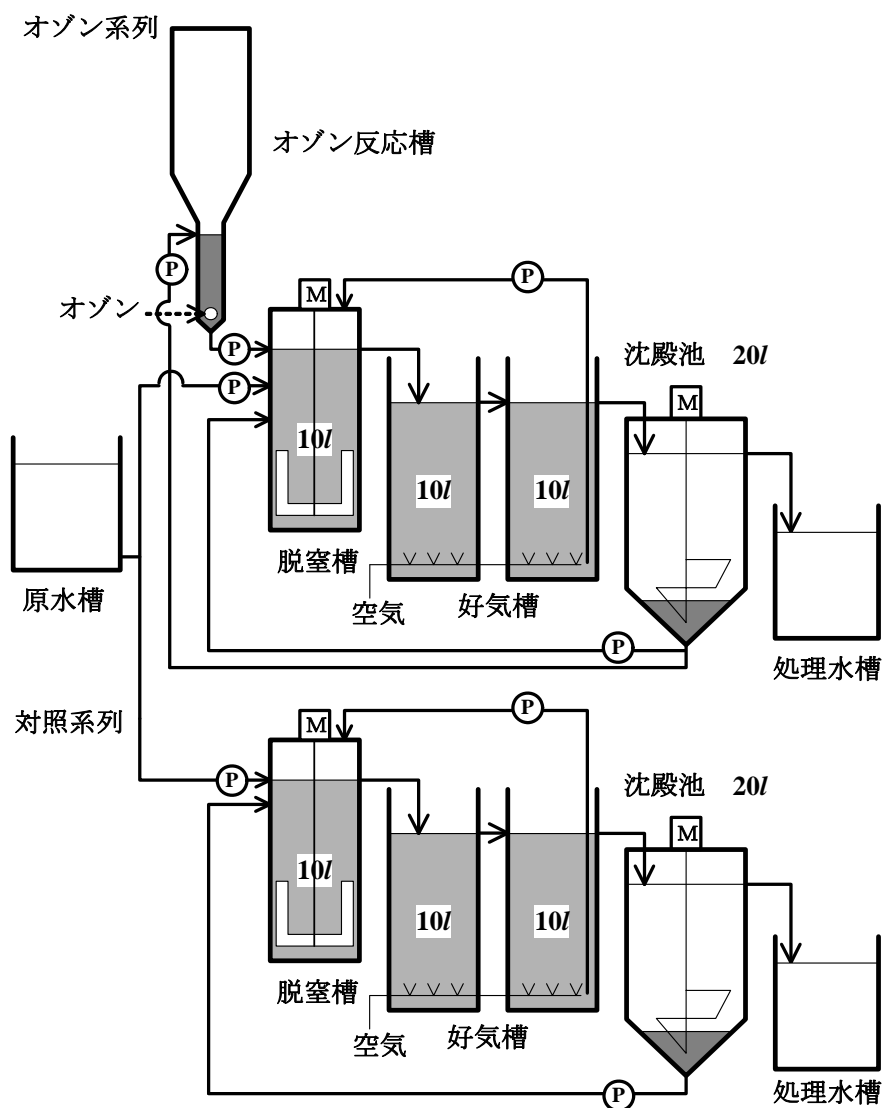 オゾン系列
オゾン反応槽
P
オゾン
P
M
P
P
沈殿池 20l
M
10l
10l
10l
原水槽
脱窒槽
空気
好気槽
P
処理水槽
対照系列
M
P
P
沈殿池 20l
M
10l
10l
10l
脱窒槽
空気
好気槽
P
処理水槽